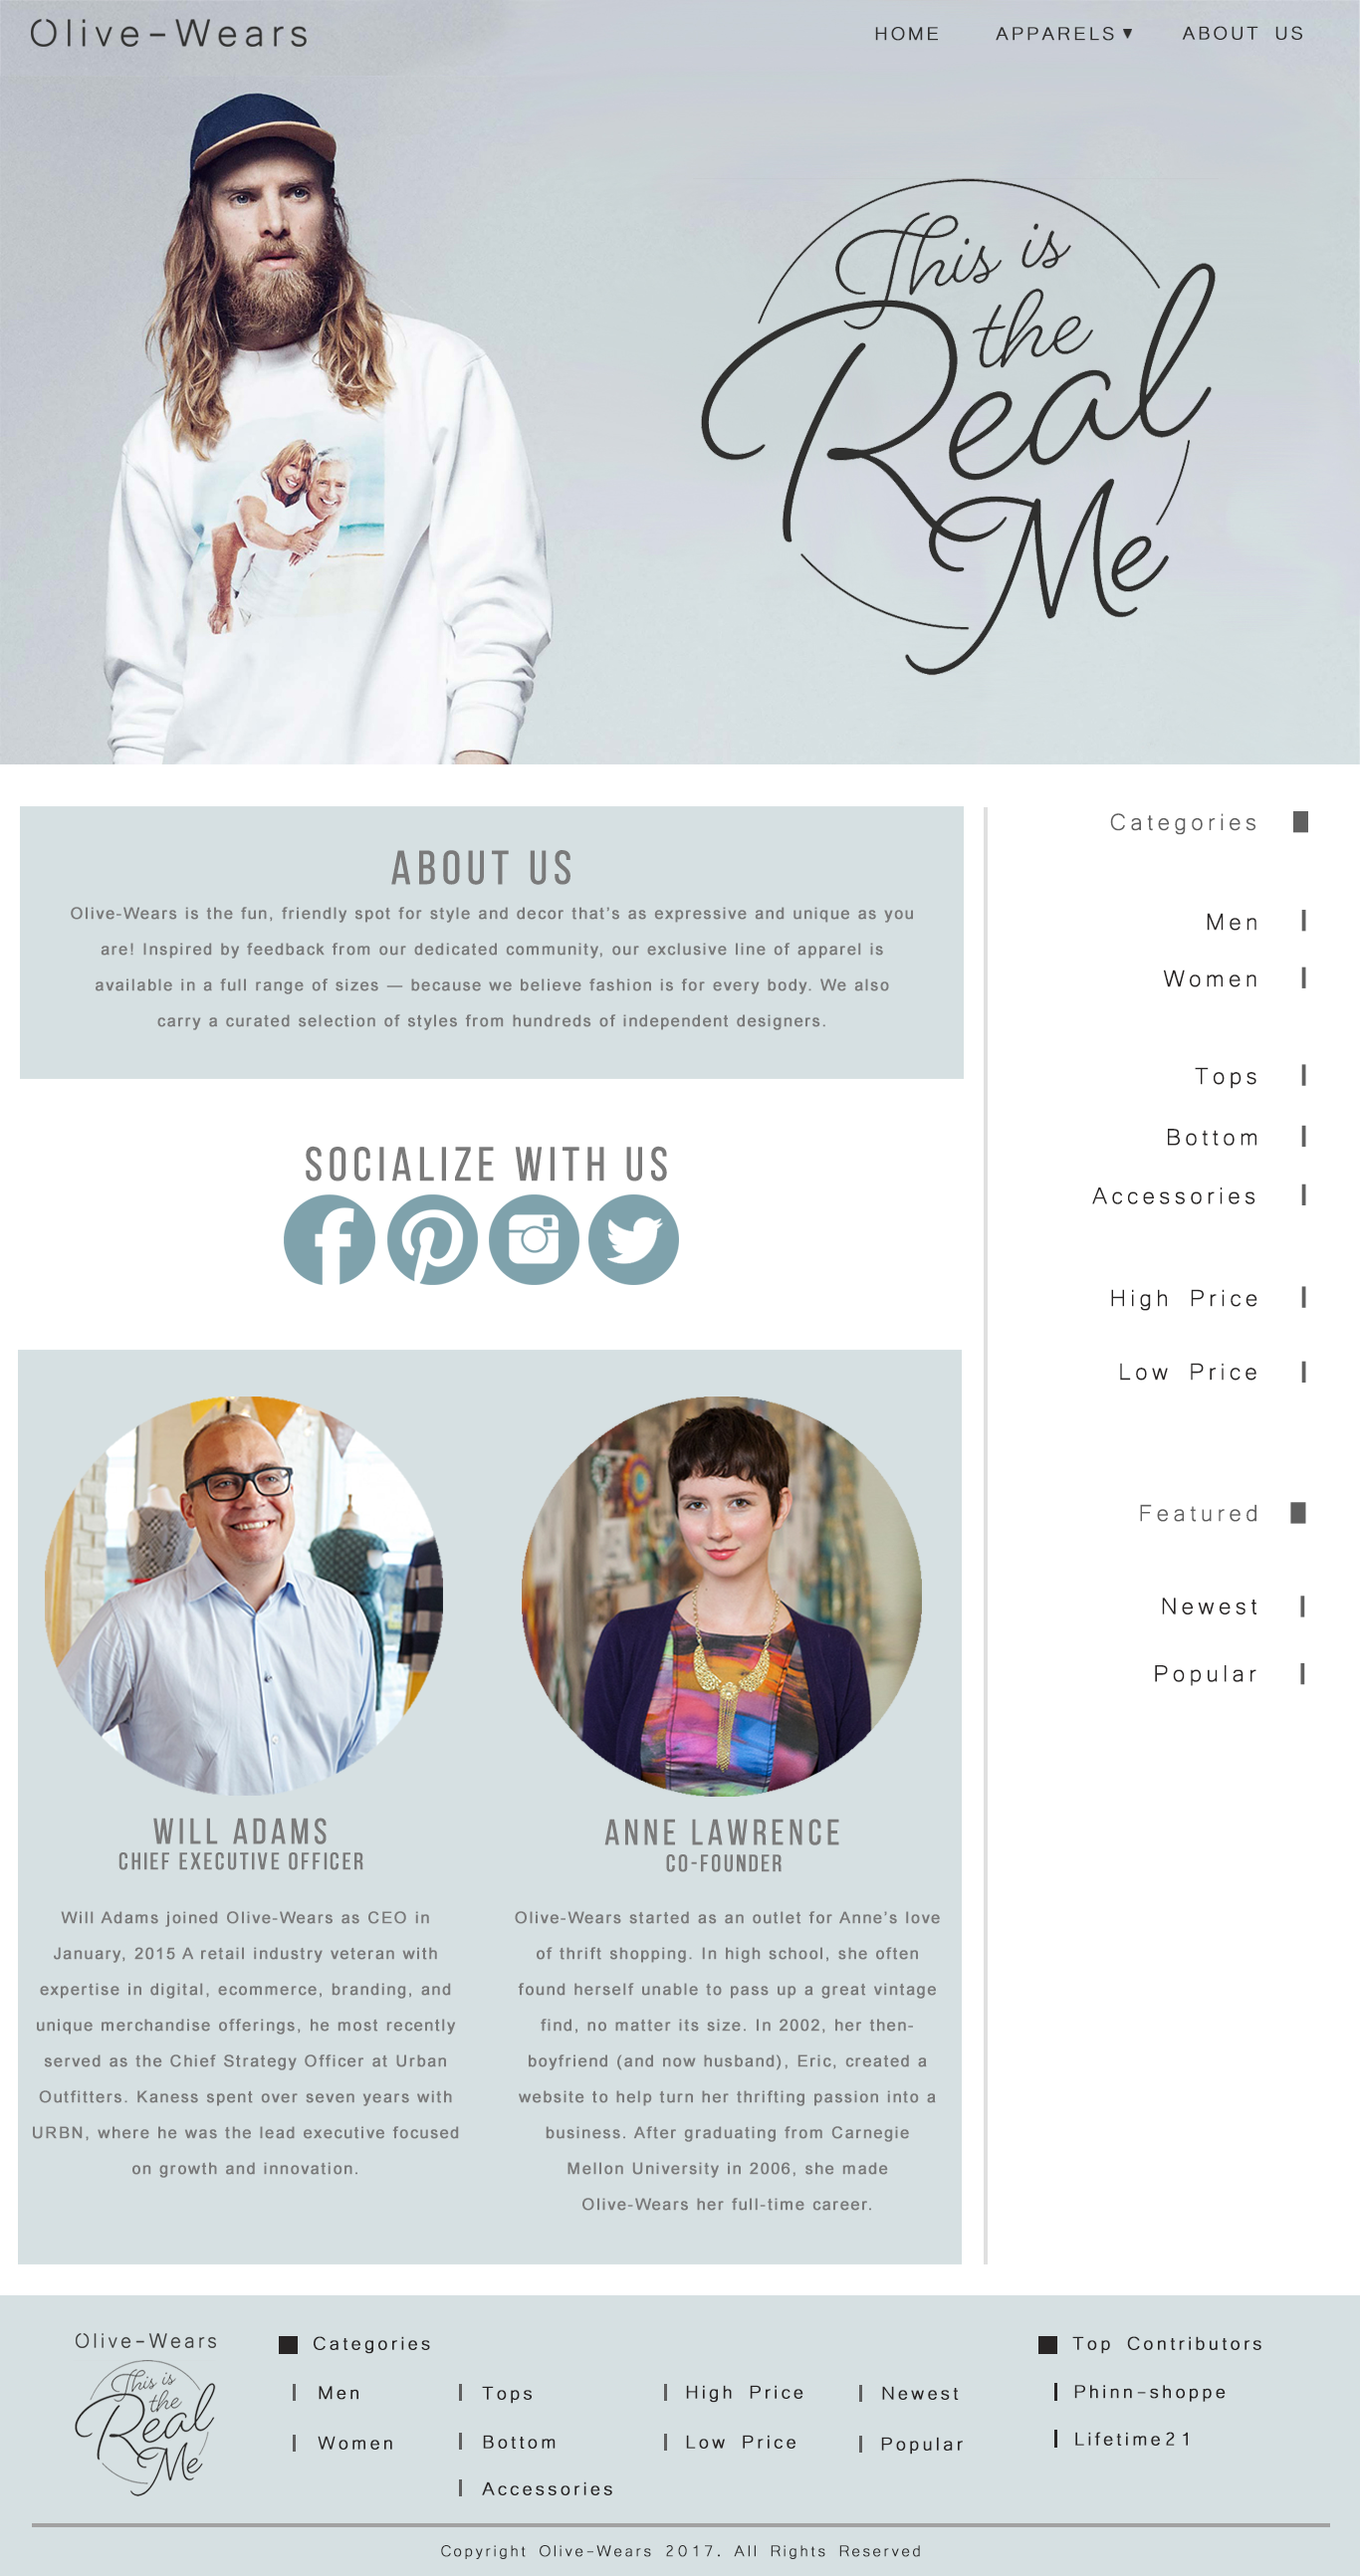 Olive-Wears
HOME
APPARELS ▼
ABOUT US
This is
the
Real
Me
ABOUT US
Olive-Wears is the fun, friendly spot for style and decor that's as expressive and unique as you
are! Inspired by feedback from our dedicated community, our exclusive line of apparel is
available in a full range of sizes — because we believe fashion is for every body. We also
carry a curated selection of styles from hundreds of independent designers.
SOCIALIZE WITH US
WILL ADAMS
CHIEF EXECUTIVE OFFICER
Will Adams joined Olive-Wears as CEO in
January, 2015 A retail industry veteran with
expertise in digital, ecommerce, branding, and
unique merchandise offerings, he most recently
served as the Chief Strategy Officer at Urban
Outfitters. Kaness spent over seven years with
URBN, where he was the lead executive focused
on growth and innovation.
ANNE LAWRENCE
CO-FOUNDER
Olive-Wears started as an outlet for Anne's love
of thrift shopping. In high school, she often
found herself unable to pass up a great vintage
find, no matter its size. In 2002, her then-
boyfriend (and now husband), Eric, created a
website to help turn her thrifting passion into a
business. After graduating from Carnegie
Mellon University in 2006, she made
Olive-Wears her full-time career.
Categories
Men
Women
Tops
Bottom
Accessories
High Price
Low Price
Featured
Newest
Popular
Olive-Wears
This is
the
Real
Me
Categories
Men
Women
Tops
Bottom
Accessories
High Price
Low Price
Newest
Popular
Top Contributors
Phinn-shoppe
Lifetime21
Copyright Olive-Wears 2017. All Rights Reserved